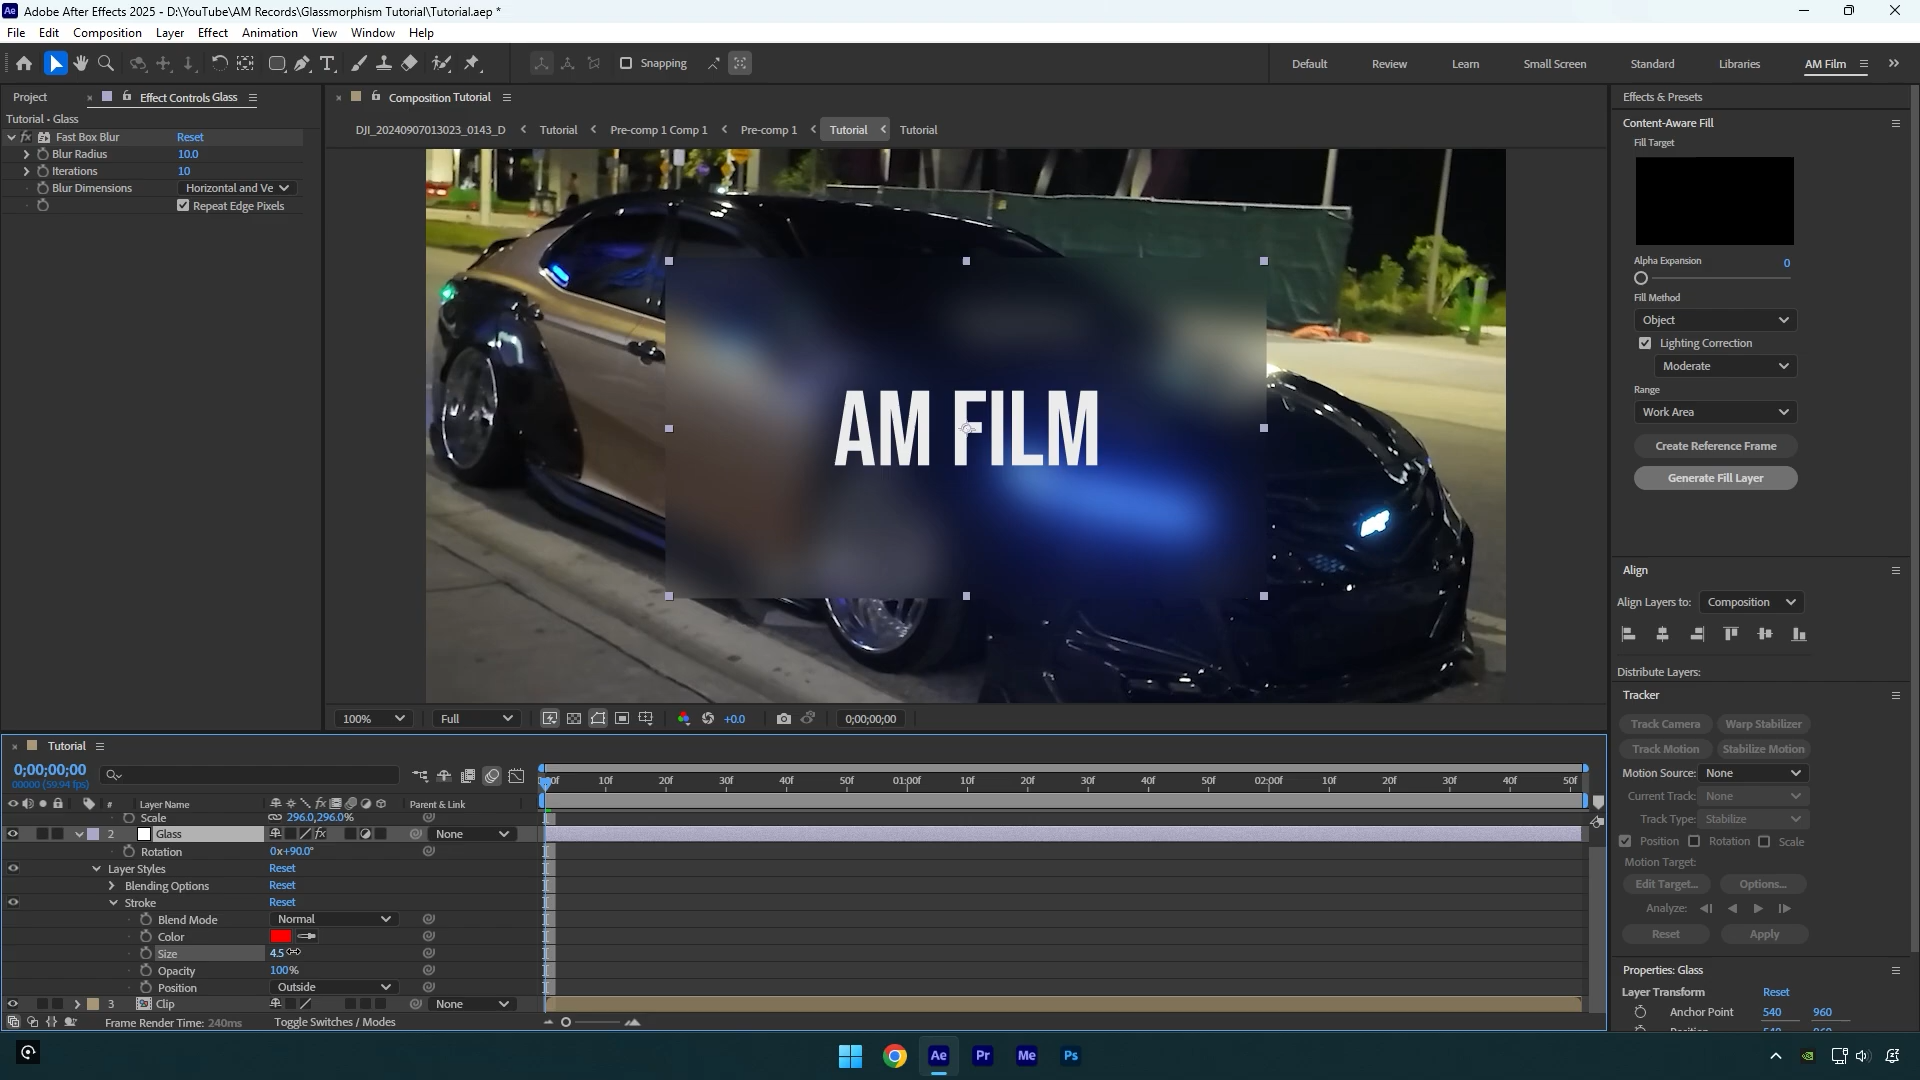 Adobe After Effects 2025 - D:\YouTube\AM Records\Glassmorphism Tutorial\Tutorial.aep *
File Edit Composition Layer Effect Animation View Window Help
Snapping
Default Review Learn Small Screen Standard Libraries AM Film
Project Effect Controls Glass
Tutorial • Glass
Fast Box Blur Reset
Blur Radius 10.0
Iterations 10
Blur Dimensions Horizontal and Ve
Repeat Edge Pixels
Composition Tutorial
DJI_20240907013023_0143_D Tutorial Pre-comp 1 Comp 1 Pre-comp 1 Tutorial Tutorial
AM FILM
100% Full +0.0 0;00;00;00
Effects & Presets
Content-Aware Fill
Fill Target
Alpha Expansion 0
Fill Method
Object
Lighting Correction
Moderate
Range
Work Area
Create Reference Frame
Generate Fill Layer
Align
Align Layers to: Composition
Distribute Layers:
Tracker
Track Camera Warp Stabilizer
Track Motion Stabilize Motion
Motion Source: None
Current Track: None
Track Type: Stabilize
Position Rotation Scale
Motion Target:
Edit Target... Options...
Analyze:
Reset Apply
Properties: Glass
Layer Transform Reset
Anchor Point 540 960
Tutorial
0;00;00;00
00000 (59.94 fps)
10f 20f 30f 40f 50f 01:00f 10f 20f 30f 40f 50f 02:00f 10f 20f 30f 40f 50f
# Layer Name Parent & Link
Scale 296.0,296.0%
2 Glass None
Rotation 0x+90.0°
Layer Styles Reset
Blending Options Reset
Stroke Reset
Blend Mode Normal
Color
Size 4.5
Opacity 100%
Position Outside
3 Clip None
Frame Render Time: 240ms Toggle Switches / Modes
Ae Pr Me Ps